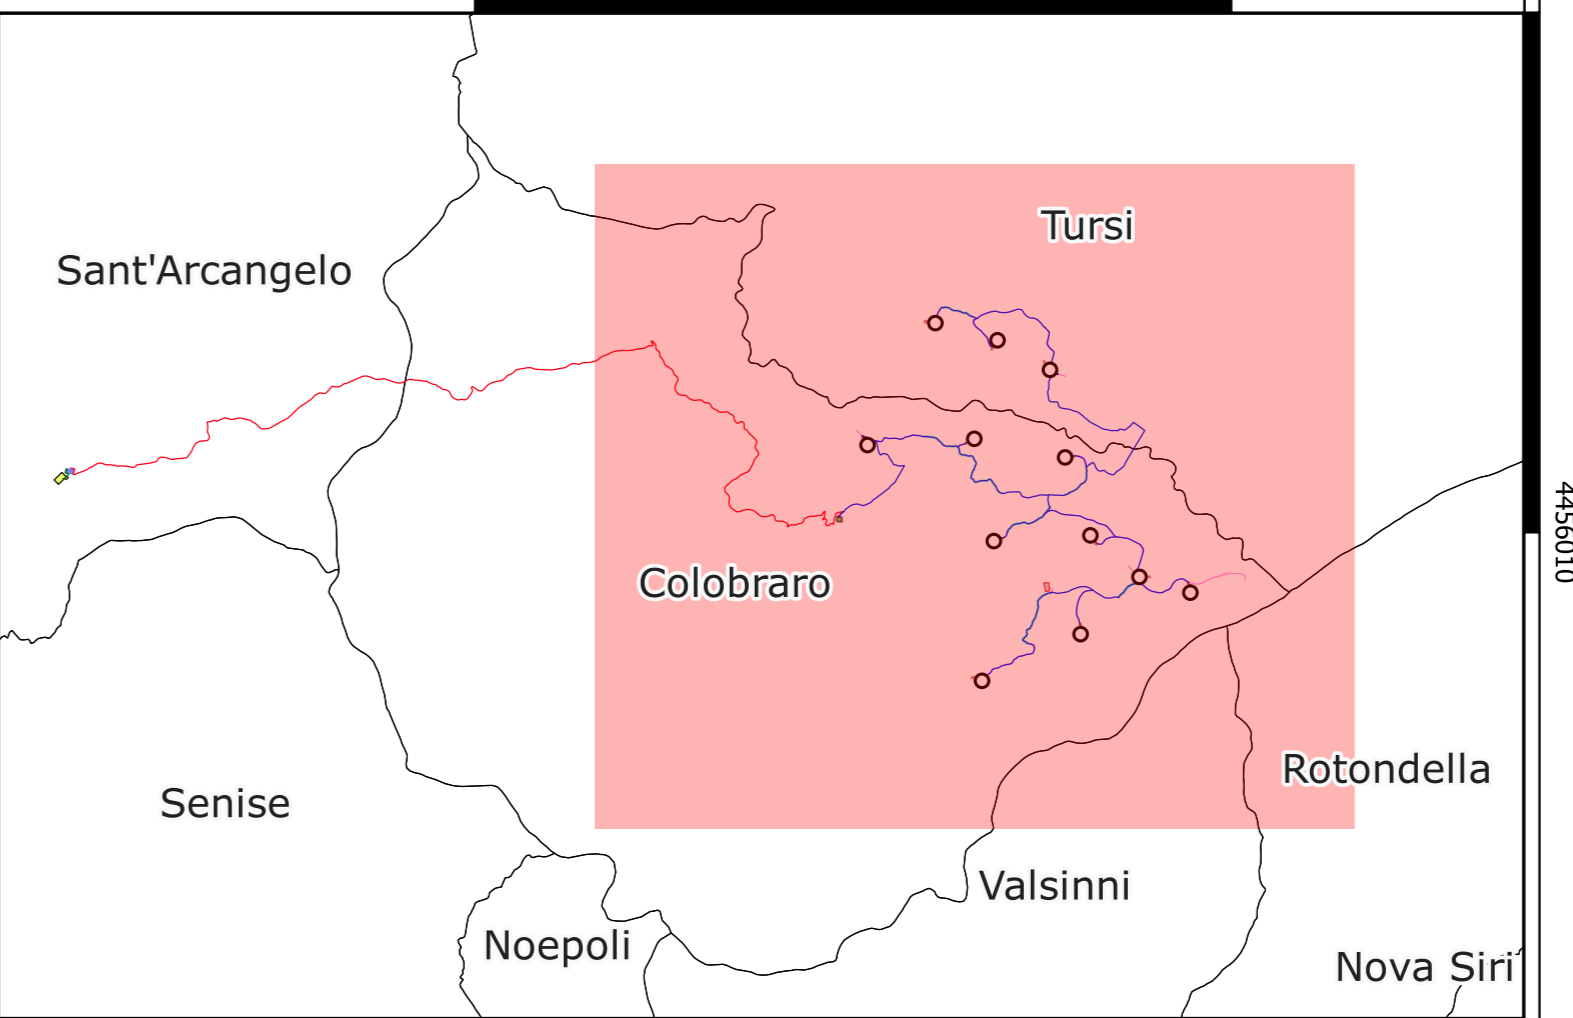 Tursi
Sant'Arcangelo
4456010
Colobraro
Rotondella
Senise
Valsinni
Noepoli
Nova Siri